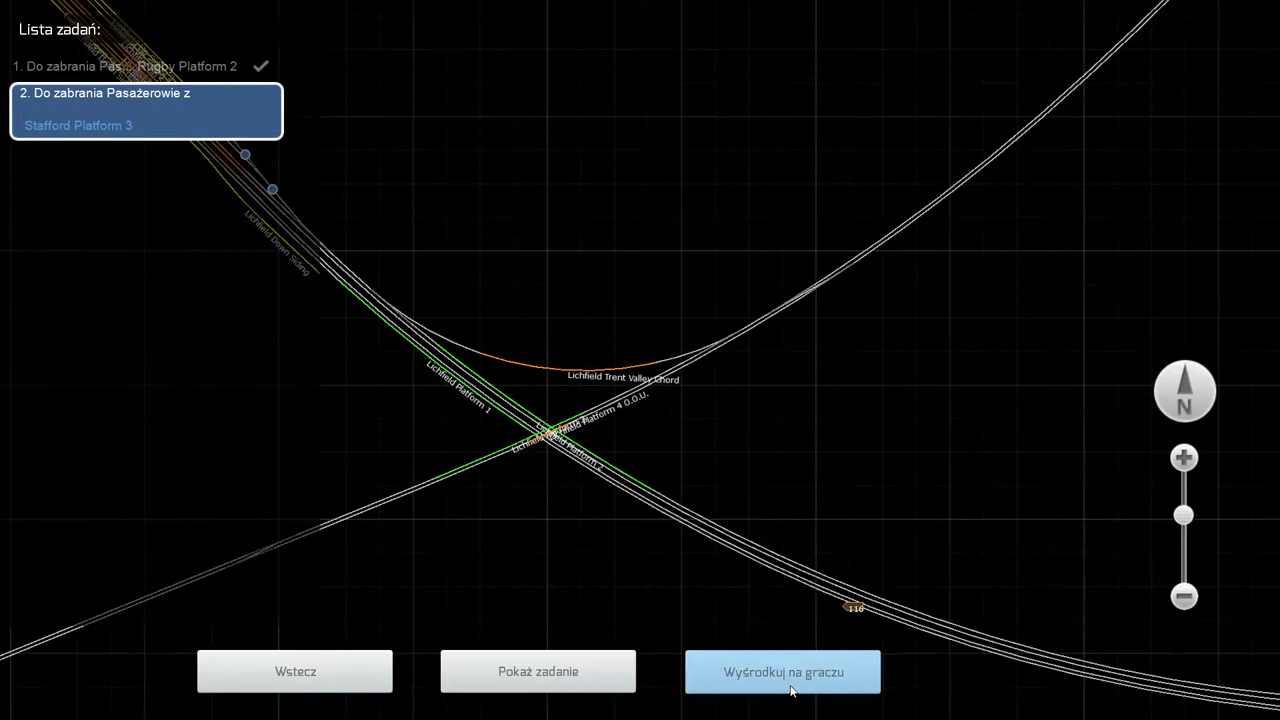 Lista zadań:
1. Do zabrania Pas... Rugby Platform 2
2. Do zabrania Pasażerowie z
Stafford Platform 3
Lichfield Down Siding
Lichfield Platform 1
Lichfield Trent Valley Chord
Lichfield Platform 4 O.O.U.
Lichfield Platform 2
116
N
Wstecz
Pokaż zadanie
Wyśrodkuj na graczu